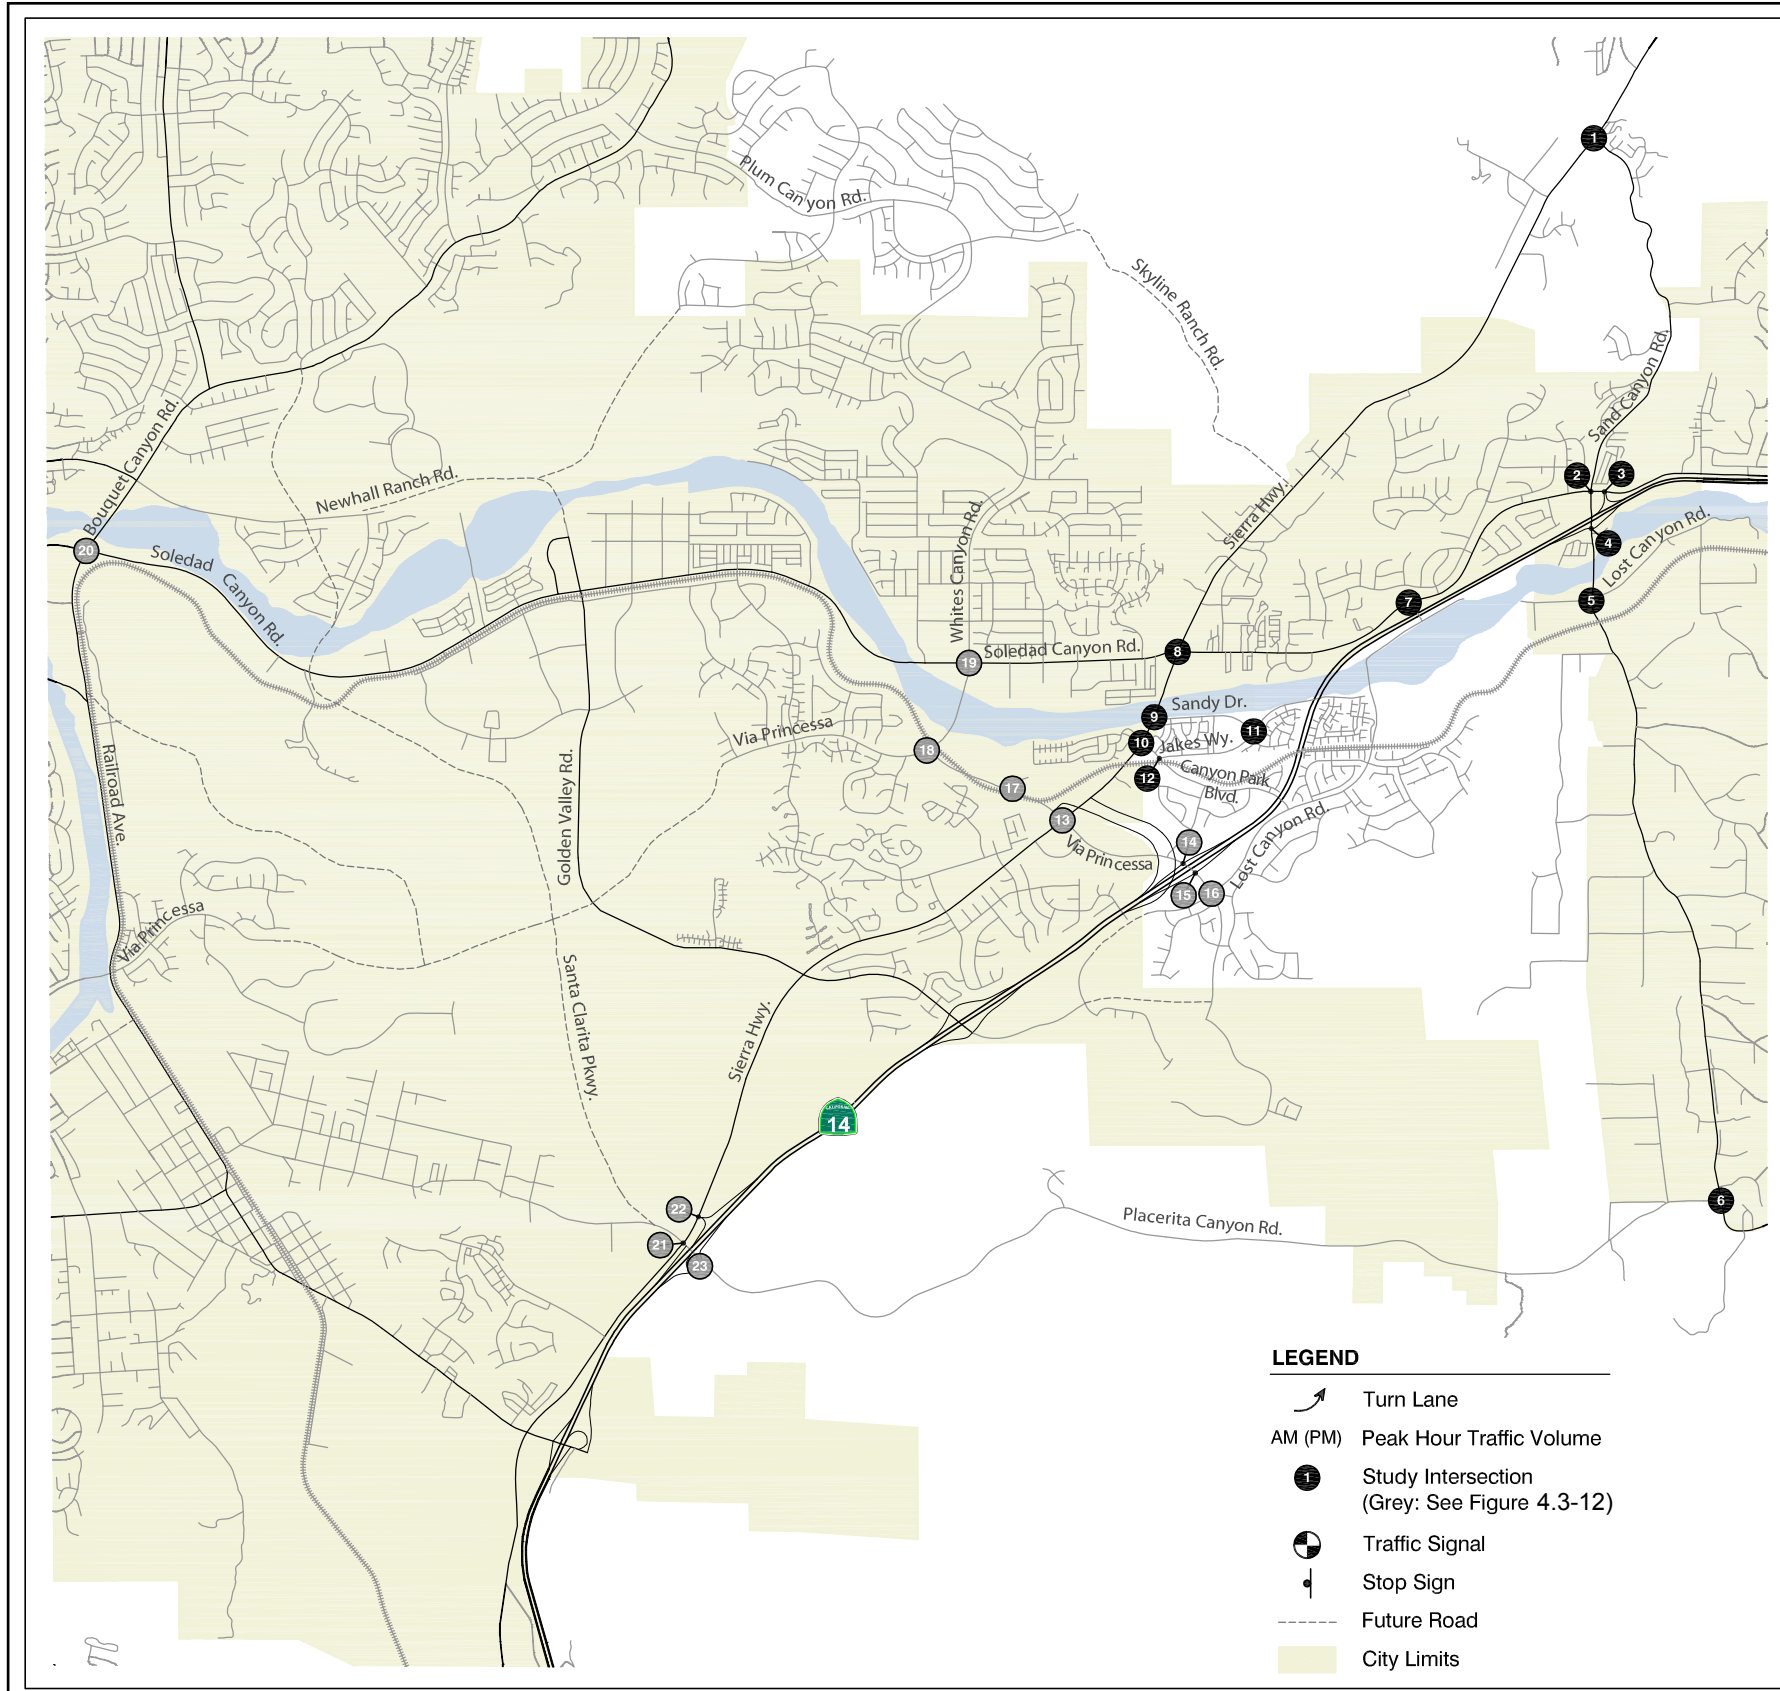 1
Plum Canyon Rd.
Skyline Ranch Rd.
Sand Canyon Rd.
Bouquet Canyon Rd.
Newhall Ranch Rd.
2
3
Sierra Hwy.
Whites Canyon Rd.
4
Lost Canyon Rd.
20
Soledad Canyon Rd.
5
7
8
Soledad Canyon Rd.
19
Sandy Dr.
9
11
10
Jakes Wy.
Via Princessa
18
12
Canyon Park
Blvd.
17
Railroad Ave.
Golden Valley Rd.
13
Via Princessa
14
Lost Canyon Rd.
15
16
Via Princessa
Santa Clarita Pkwy.
Sierra Hwy.
CALIFORNIA
14
22
21
23
Placerita Canyon Rd.
6
LEGEND
Turn Lane
AM (PM) Peak Hour Traffic Volume
1 Study Intersection
(Grey: See Figure 4.3-12)
Traffic Signal
Stop Sign
Future Road
City Limits